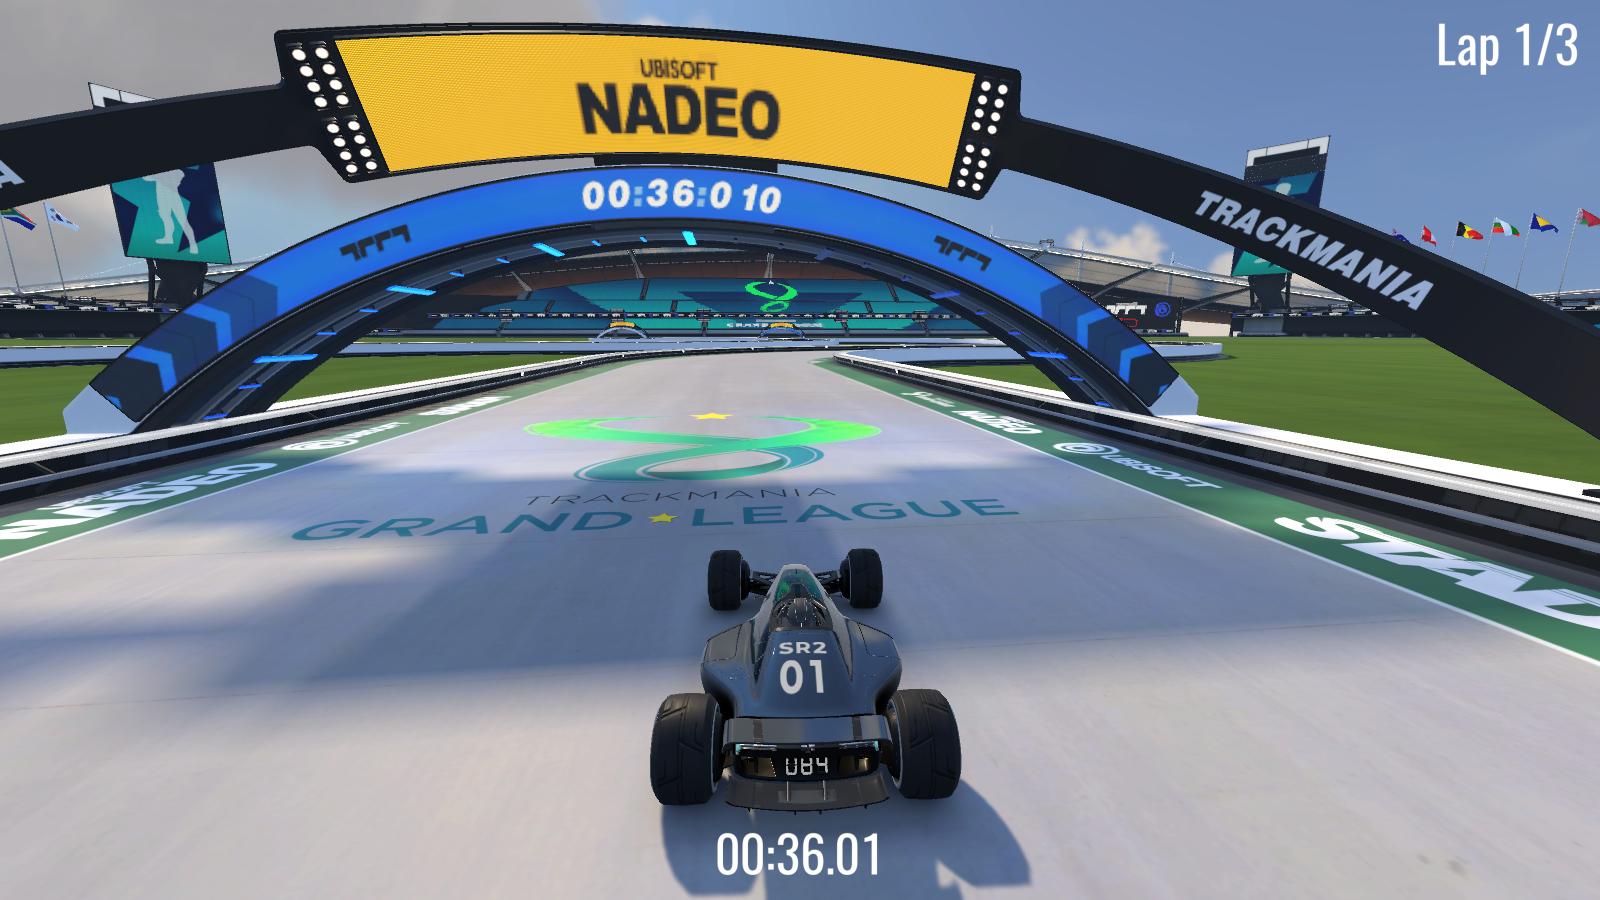 Lap 1/3
UBISOFT
NADEO
00:36:0 10
TRACKMANIA
NADEO
UBISOFT
NADEO
UBISOFT
TRACKMANIA
GRAND LEAGUE
SR2
01
084
00:36.01